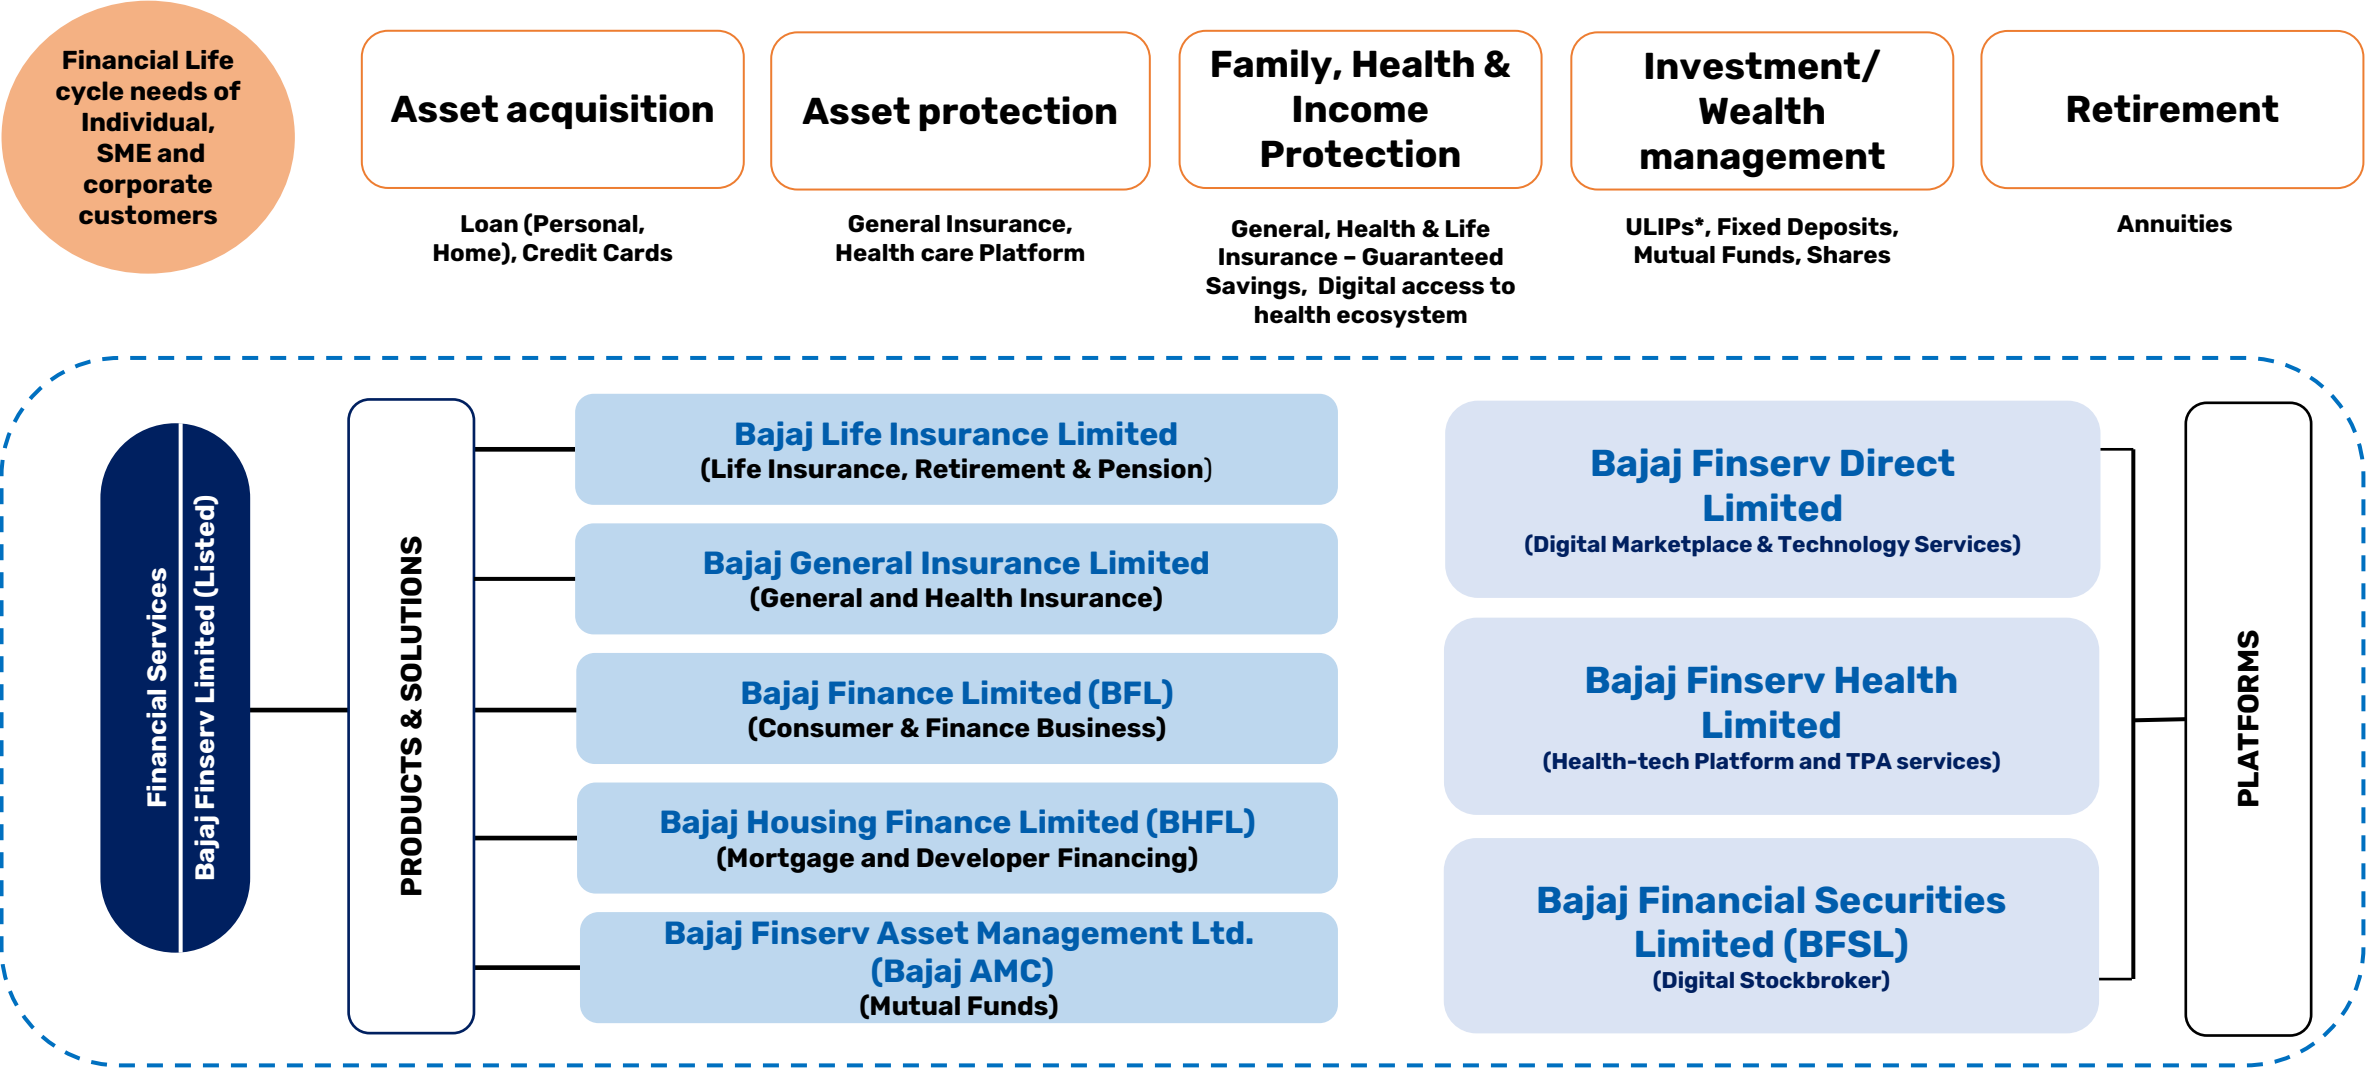 Financial Life
cycle needs of
Individual,
SME and
corporate
customers
Asset acquisition
Loan (Personal,
Home), Credit Cards
Asset protection
General Insurance,
Health care Platform
Family, Health &
Income
Protection
General, Health & Life
Insurance – Guaranteed
Savings, Digital access to
health ecosystem
Investment/
Wealth
management
ULIPs*, Fixed Deposits,
Mutual Funds, Shares
Retirement
Annuities
Financial Services
Bajaj Finserv Limited (Listed)
PRODUCTS & SOLUTIONS
Bajaj Life Insurance Limited
(Life Insurance, Retirement & Pension)
Bajaj General Insurance Limited
(General and Health Insurance)
Bajaj Finance Limited (BFL)
(Consumer & Finance Business)
Bajaj Housing Finance Limited (BHFL)
(Mortgage and Developer Financing)
Bajaj Finserv Asset Management Ltd.
(Bajaj AMC)
(Mutual Funds)
Bajaj Finserv Direct
Limited
(Digital Marketplace & Technology Services)
Bajaj Finserv Health
Limited
(Health-tech Platform and TPA services)
Bajaj Financial Securities
Limited (BFSL)
(Digital Stockbroker)
PLATFORMS